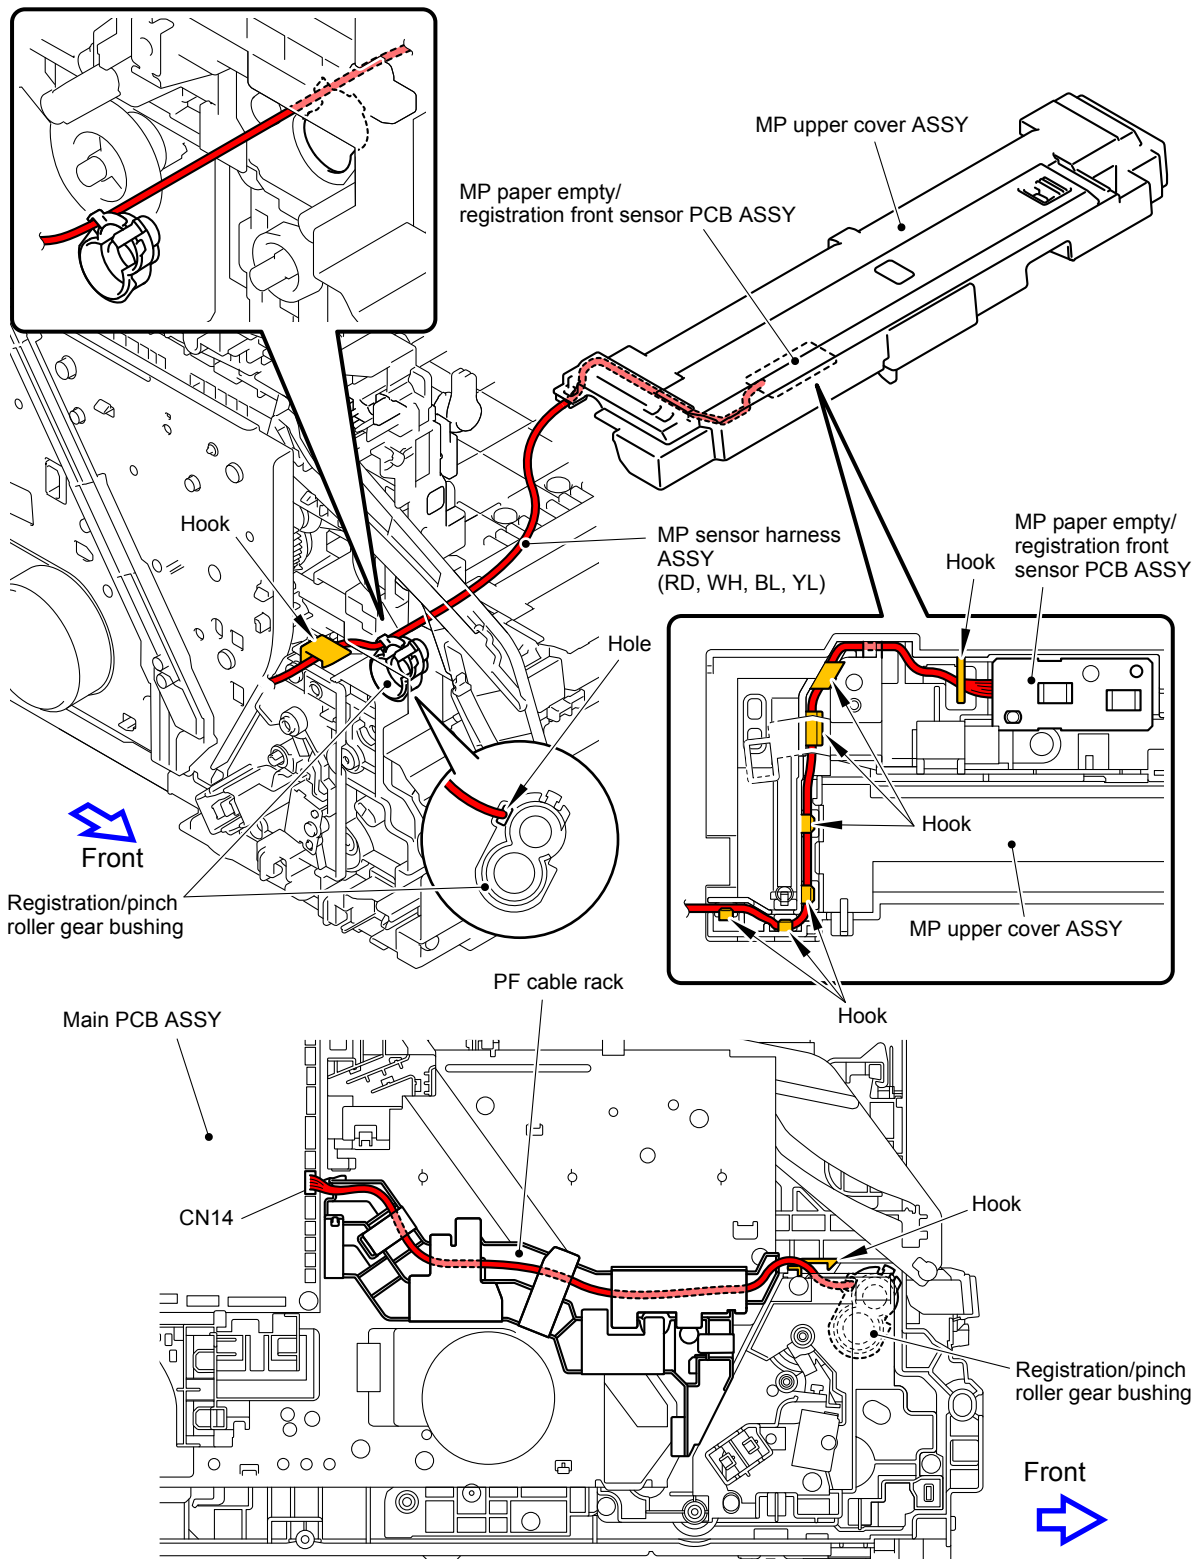 MP upper cover ASSY
MP paper empty/
registration front sensor PCB ASSY
Hook
MP sensor harness
ASSY
(RD, WH, BL, YL)
Hole
MP paper empty/
registration front
sensor PCB ASSY
Hook
Hook
MP upper cover ASSY
Hook
Front
Registration/pinch
roller gear bushing
PF cable rack
Main PCB ASSY
CN14
Hook
Registration/pinch
roller gear bushing
Front